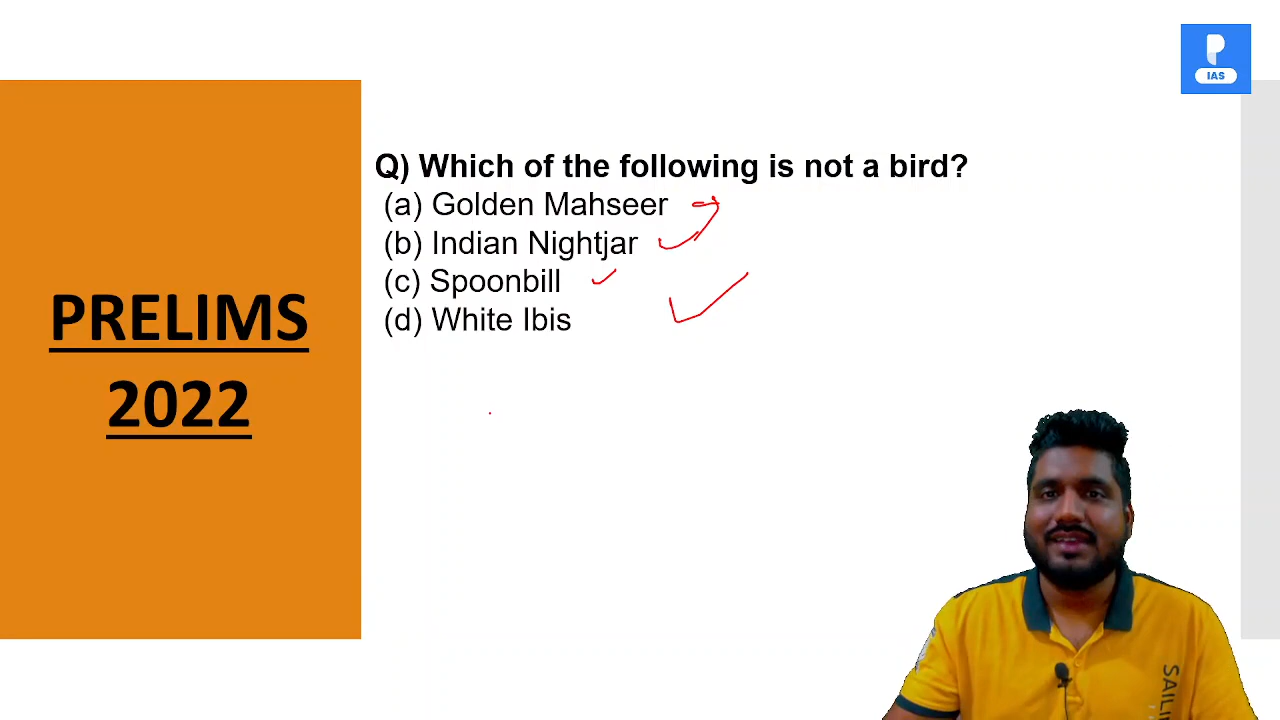 P
IAS
Q) Which of the following is not a bird?
(a) Golden Mahseer
(b) Indian Nightjar
(c) Spoonbill
(d) White Ibis
PRELIMS
2022